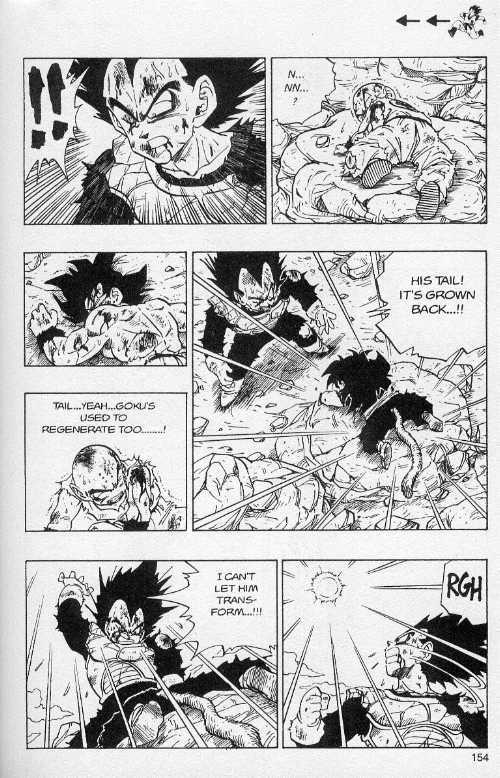 N...
NN...
?
!!
HIS TAIL!
IT'S GROWN
BACK...!!
TAIL...YEAH...GOKU'S
USED TO
REGENERATE TOO........!
RGH
I CAN'T
LET HIM
TRANS-
FORM...!!!
154